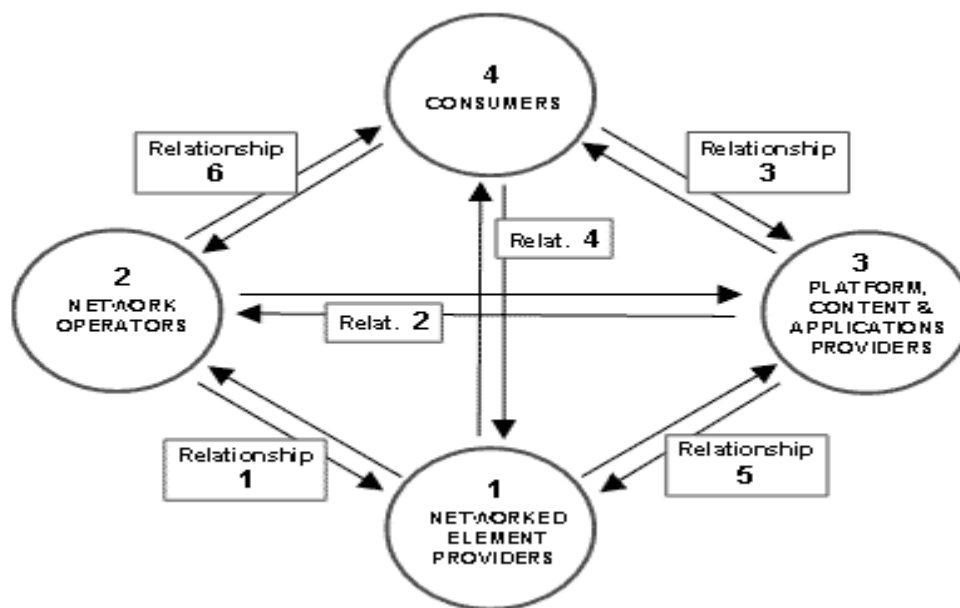 4
CONSUMERS
Relationship
6
Relationship
3
Relat. 4
2
NETWORK
OPERATORS
3
PLATFORM,
CONTENT &
APPLICATIONS
PROVIDERS
Relat. 2
Relationship
1
Relationship
5
1
NETWORKED
ELEMENT
PROVIDERS